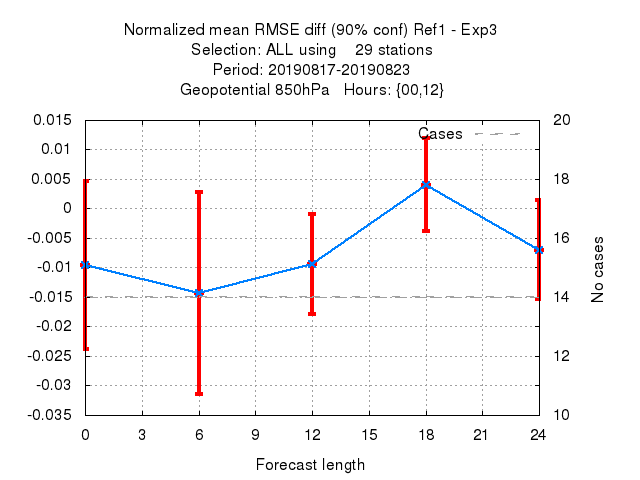 Normalized mean RMSE diff (90% conf) Ref1 - Exp3
Selection: ALL using 29 stations
Period: 20190817-20190823
Geopotential 850hPa Hours: {00,12}
Cases
0.015
0.01
0.005
0
-0.005
-0.01
-0.015
-0.02
-0.025
-0.03
-0.035
20
18
16
14
12
10
No cases
0 3 6 9 12 15 18 21 24
Forecast length